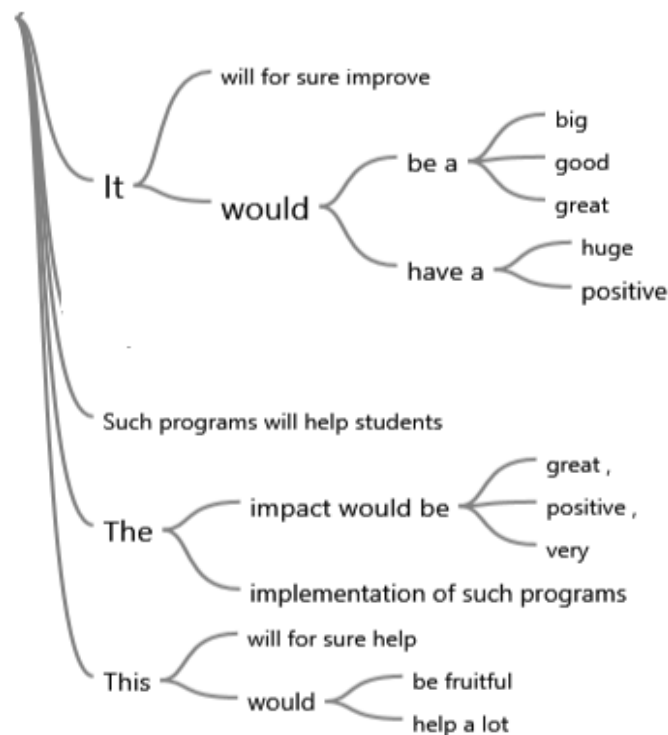 will for sure improve
It
would
be a
big
good
great
have a
huge
positive
Such programs will help students
The
impact would be
great ,
positive ,
very
implementation of such programs
This
will for sure help
would
be fruitful
help a lot